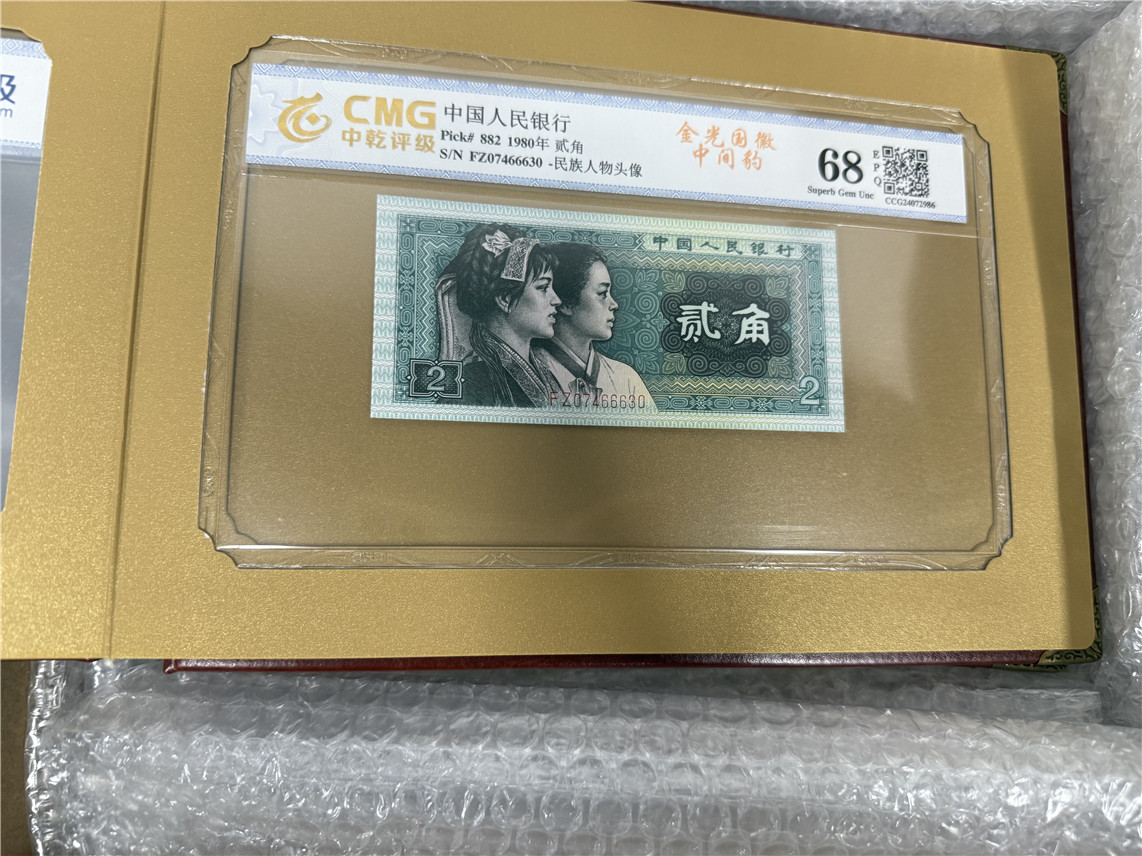 级
m
CMG
中乾评级
中国人民银行
Pick# 882 1980年 贰角
S/N FZ07466630 -民族人物头像
金光国徽
中间豹
68
EPQ
Superb Gem Unc
CCG24072986
中国人民银行
贰角
2
FZ07466630
2